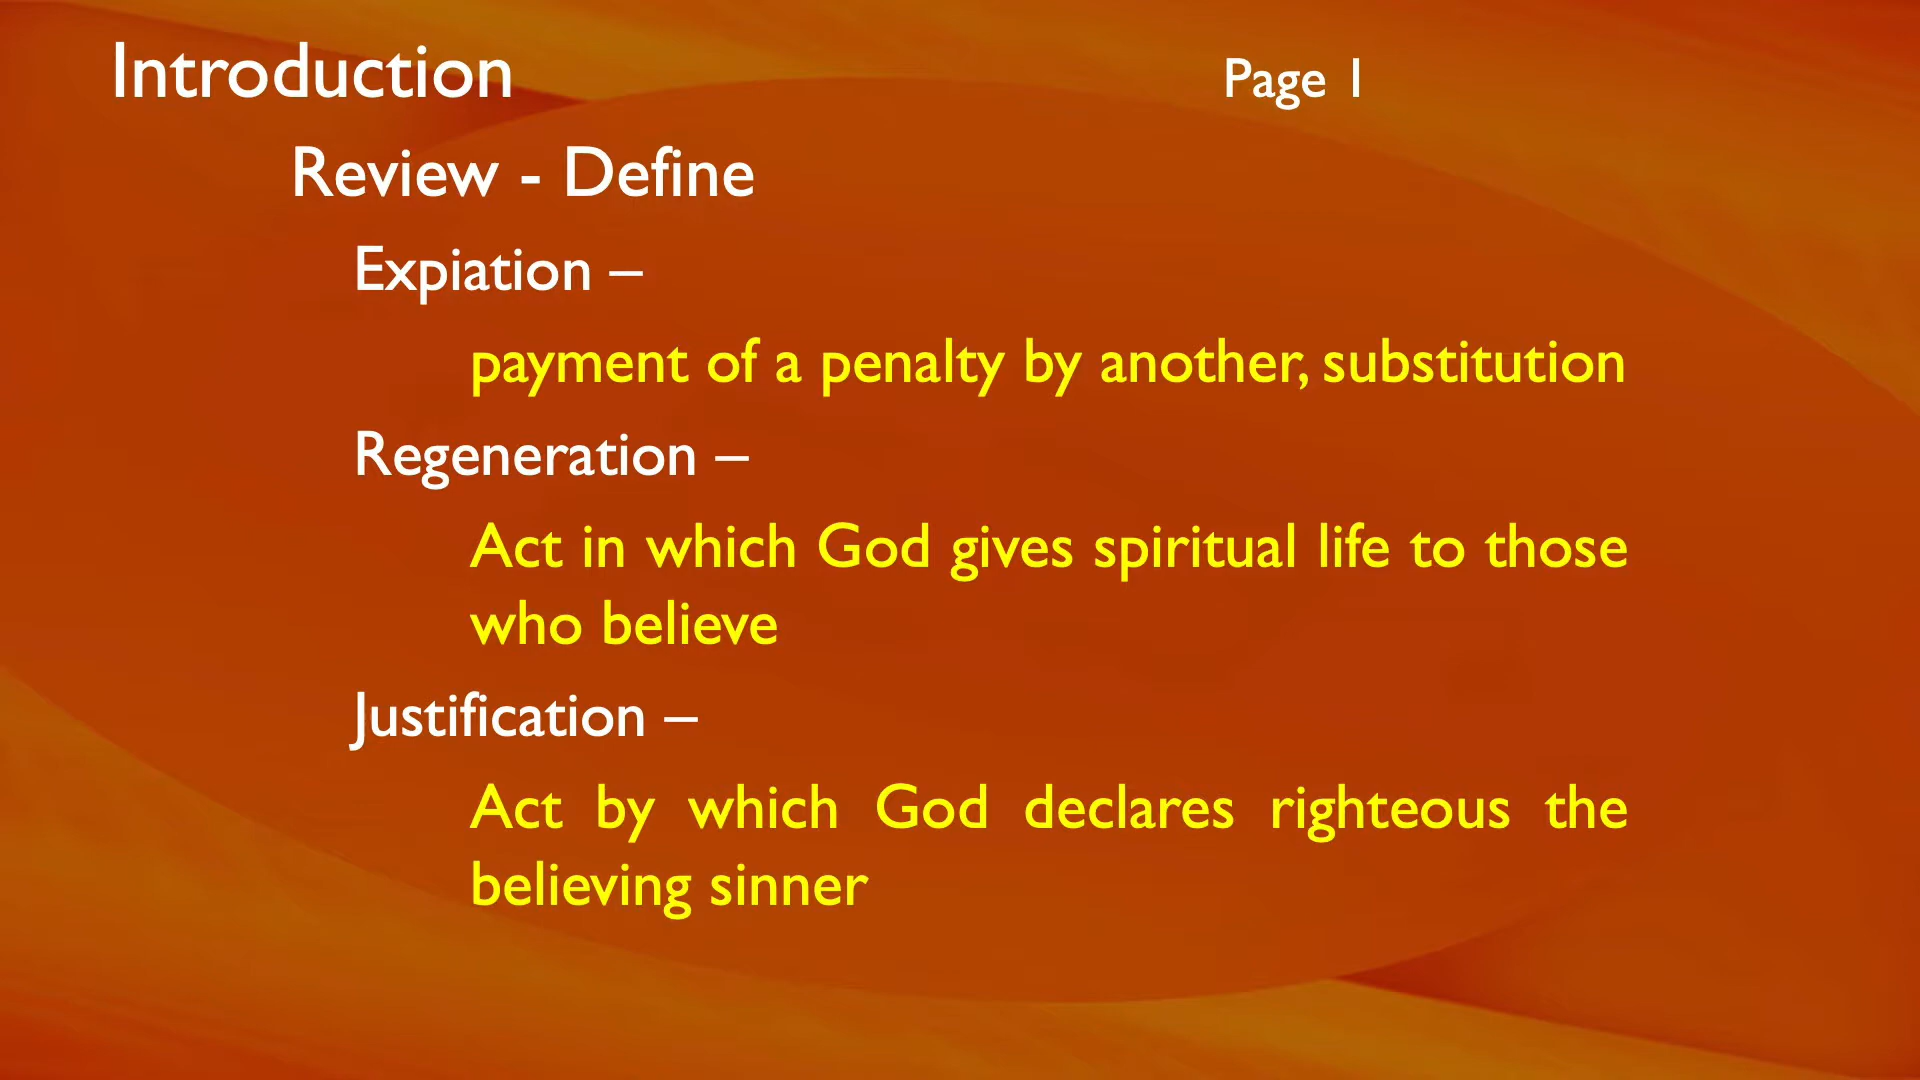 Introduction Page 1
Review - Define
Expiation –
payment of a penalty by another, substitution
Regeneration –
Act in which God gives spiritual life to those
who believe
Justification –
Act by which God declares righteous the
believing sinner